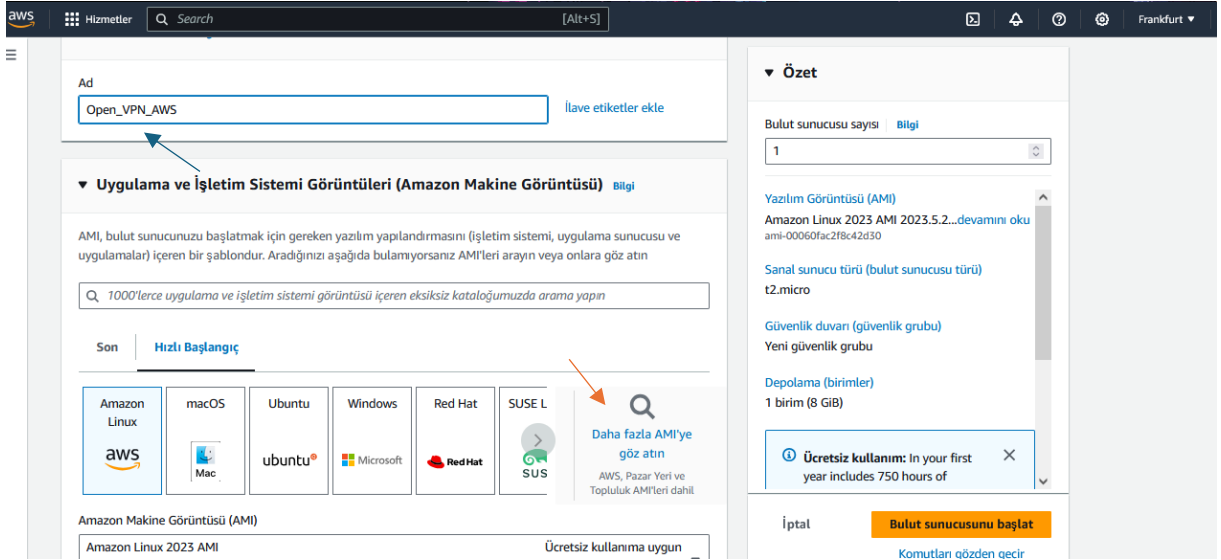 aws
Hizmetler
Search
[Alt+S]
Frankfurt ▼
Ad
Open_VPN_AWS
İlave etiketler ekle
▼ Uygulama ve İşletim Sistemi Görüntüleri (Amazon Makine Görüntüsü) Bilgi
AMI, bulut sunucunuzu başlatmak için gereken yazılım yapılandırmasını (işletim sistemi, uygulama sunucusu ve
uygulamalar) içeren bir şablondur. Aradığınızı aşağıda bulamıyorsanız AMI'leri arayın veya onlara göz atın
1000'lerce uygulama ve işletim sistemi görüntüsü içeren eksiksiz kataloğumuzda arama yapın
Son
Hızlı Başlangıç
Amazon
Linux
aws
macOS
Mac
Ubuntu
ubuntu®
Windows
Microsoft
Red Hat
Red Hat
SUSE L
SUS
Daha fazla AMI'ye
göz atın
AWS, Pazar Yeri ve
Topluluk AMI'leri dahil
Amazon Makine Görüntüsü (AMI)
Amazon Linux 2023 AMI
Ücretsiz kullanıma uygun
▼ Özet
Bulut sunucusu sayısı Bilgi
1
Yazılım Görüntüsü (AMI)
Amazon Linux 2023 AMI 2023.5.2...devamını oku
ami-00060fac2f8c42d30
Sanal sunucu türü (bulut sunucusu türü)
t2.micro
Güvenlik duvarı (güvenlik grubu)
Yeni güvenlik grubu
Depolama (birimler)
1 birim (8 GiB)
Ücretsiz kullanım: In your first
year includes 750 hours of
İptal
Bulut sunucusunu başlat
Komutları gözden geçir